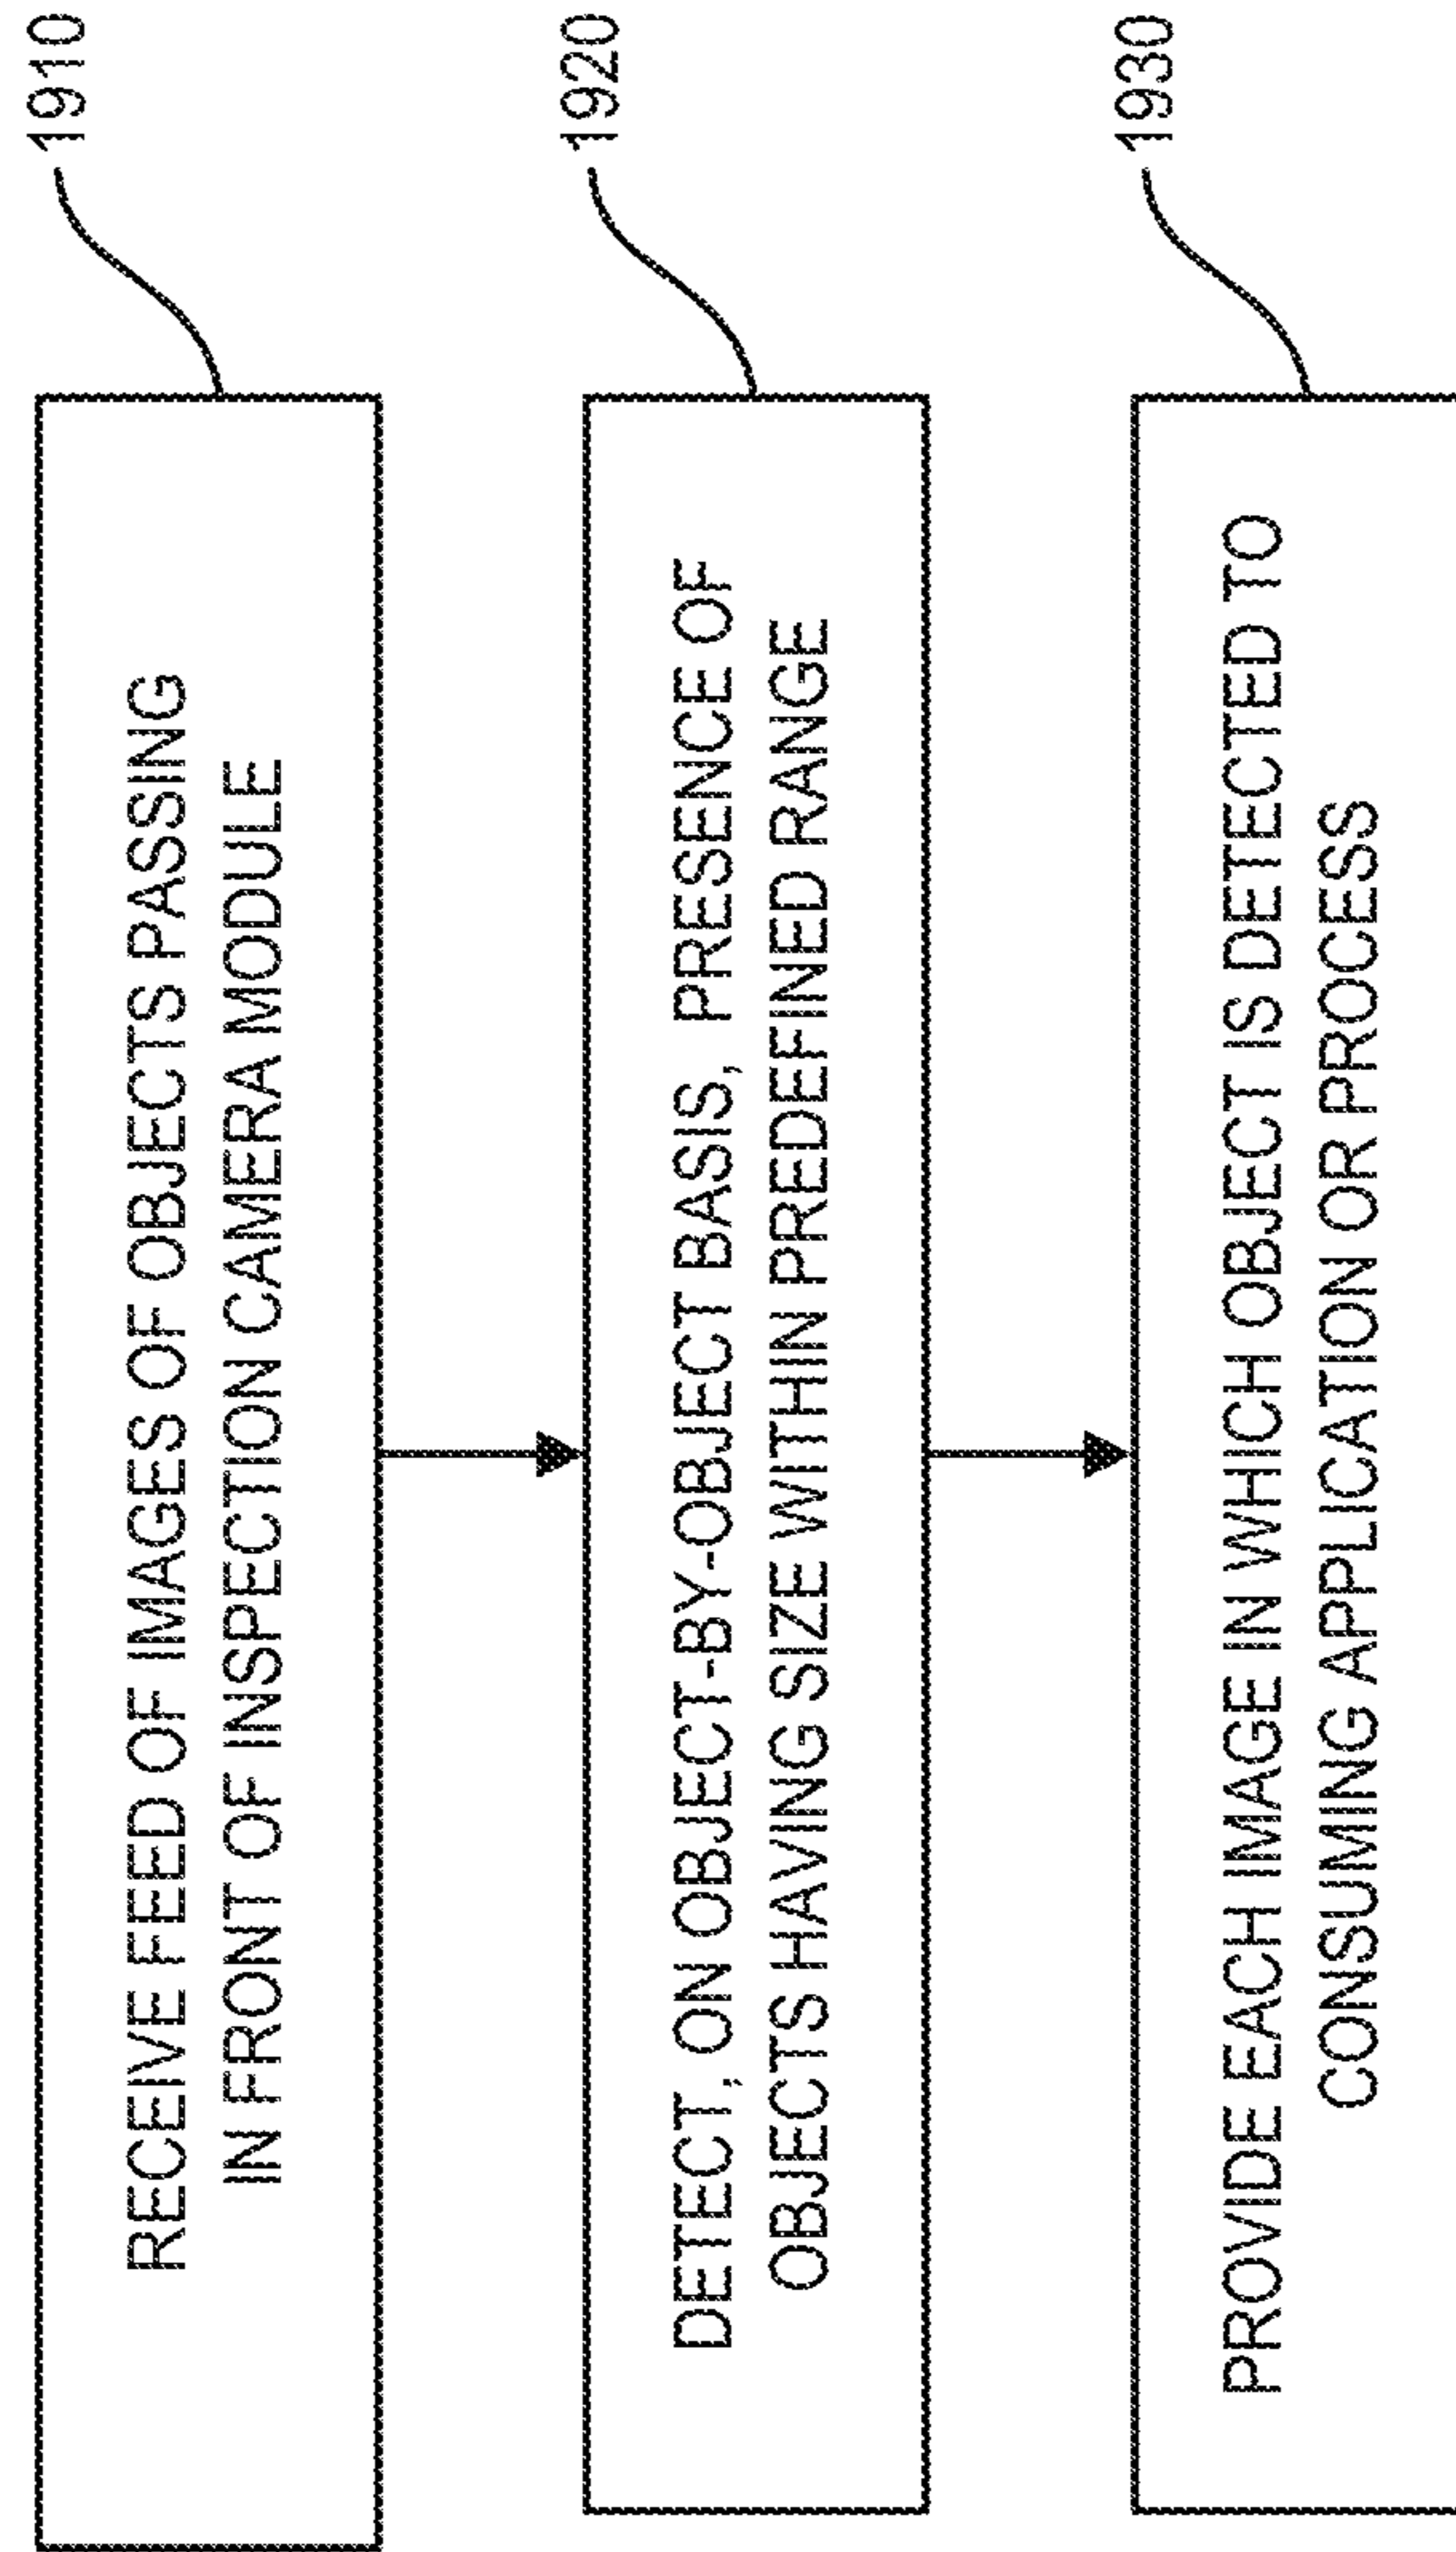 1910
RECEIVE FEED OF IMAGES OF OBJECTS PASSING
IN FRONT OF INSPECTION CAMERA MODULE
1920
DETECT, ON OBJECT-BY-OBJECT BASIS, PRESENCE OF
OBJECTS HAVING SIZE WITHIN PREDEFINED RANGE
1930
PROVIDE EACH IMAGE IN WHICH OBJECT IS DETECTED TO
CONSUMING APPLICATION OR PROCESS